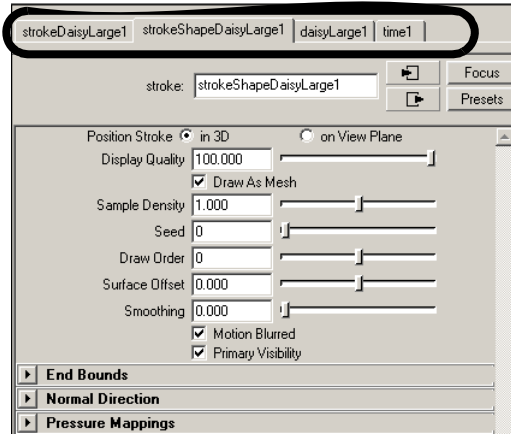 strokeDaisyLarge1 strokeShapeDaisyLarge1 daisyLarge1 time1
stroke: strokeShapeDaisyLarge1
Focus
Presets
Position Stroke in 3D on View Plane
Display Quality 100.000
Draw As Mesh
Sample Density 1.000
Seed 0
Draw Order 0
Surface Offset 0.000
Smoothing 0.000
Motion Blurred
Primary Visibility
End Bounds
Normal Direction
Pressure Mappings